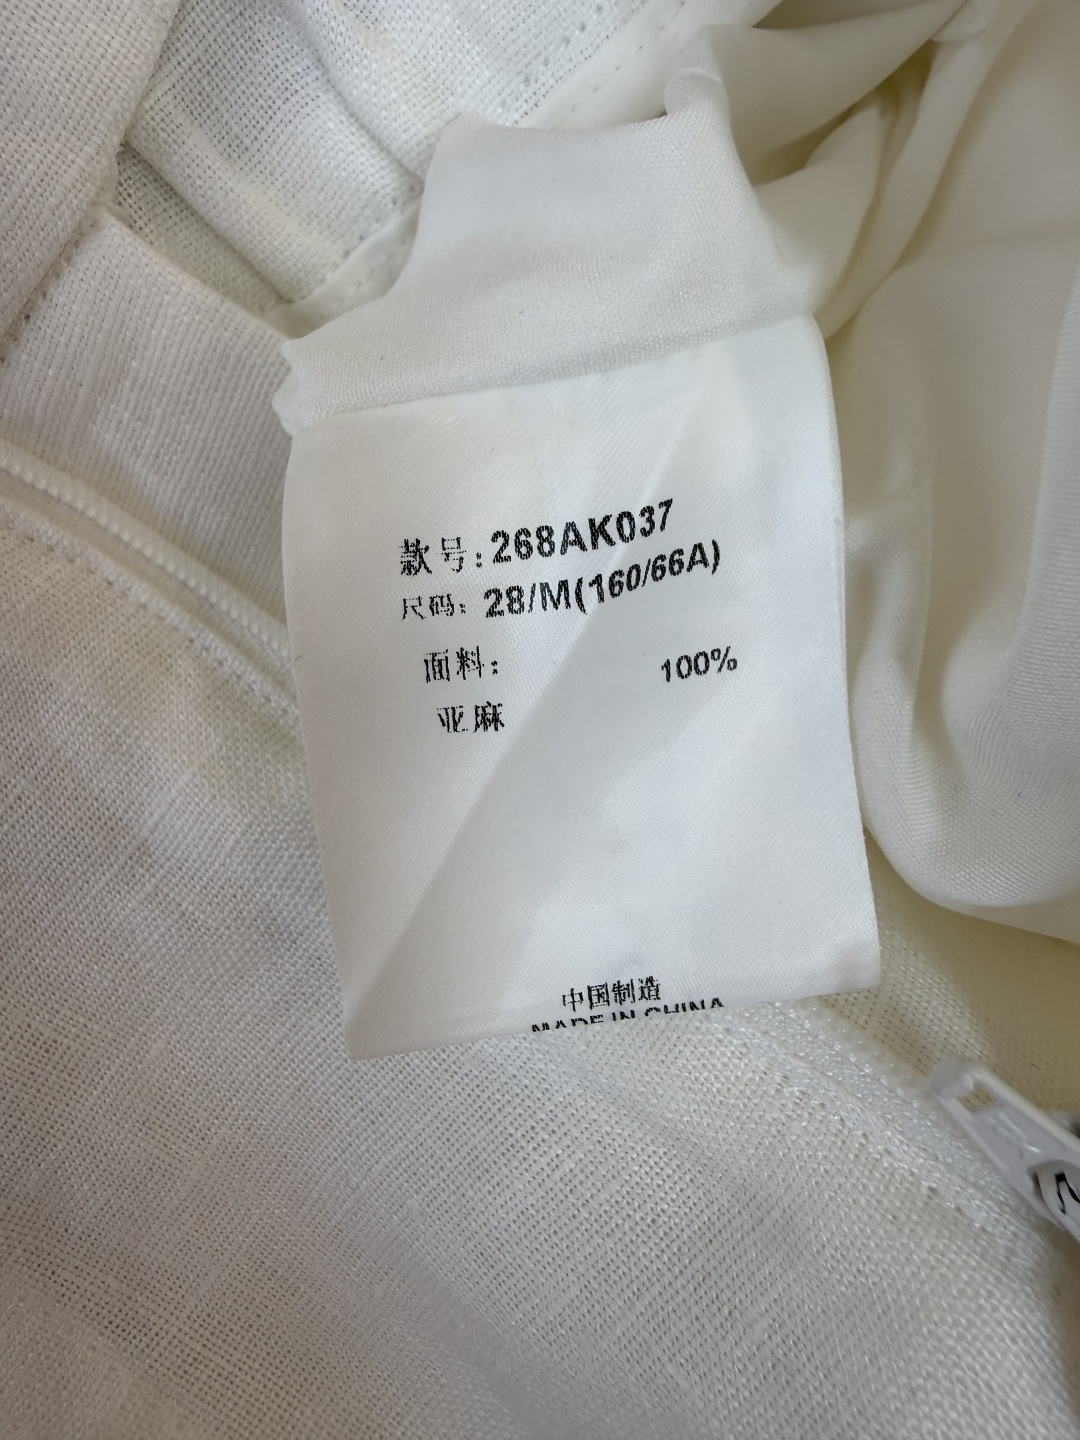 款号:268AK037
尺码:28/M(160/66A)
面料: 100%
亚麻
中国制造
MADE IN CHINA